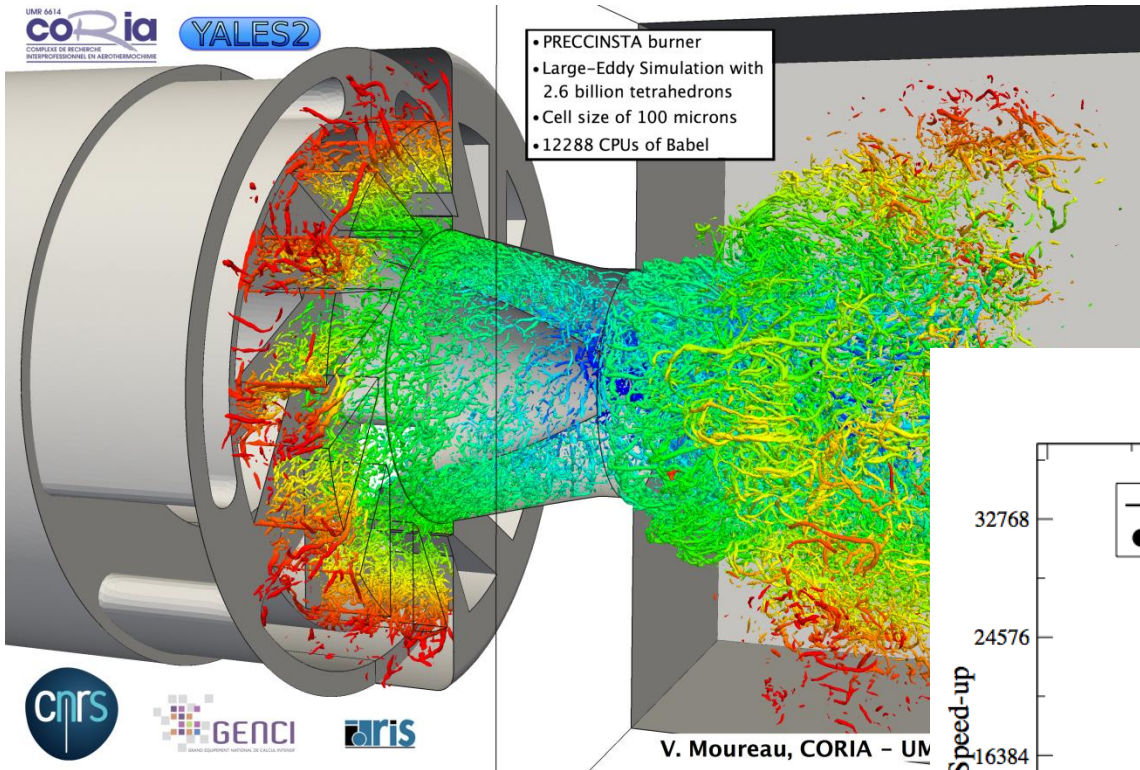 UMR 6614
coria
COMPLEXE DE RECHERCHE
INTERPROFESSIONNEL EN AEROTHERMOCHIMIE
YALES2
• PRECCINSTA burner
• Large-Eddy Simulation with
2.6 billion tetrahedrons
• Cell size of 100 microns
• 12288 CPUs of Babel
32768
24576
Speed-up
16384
cnrs
GENCI
GRAND EQUIPEMENT NATIONAL DE CALCUL INTENSIF
idris
V. Moureau, CORIA - UM